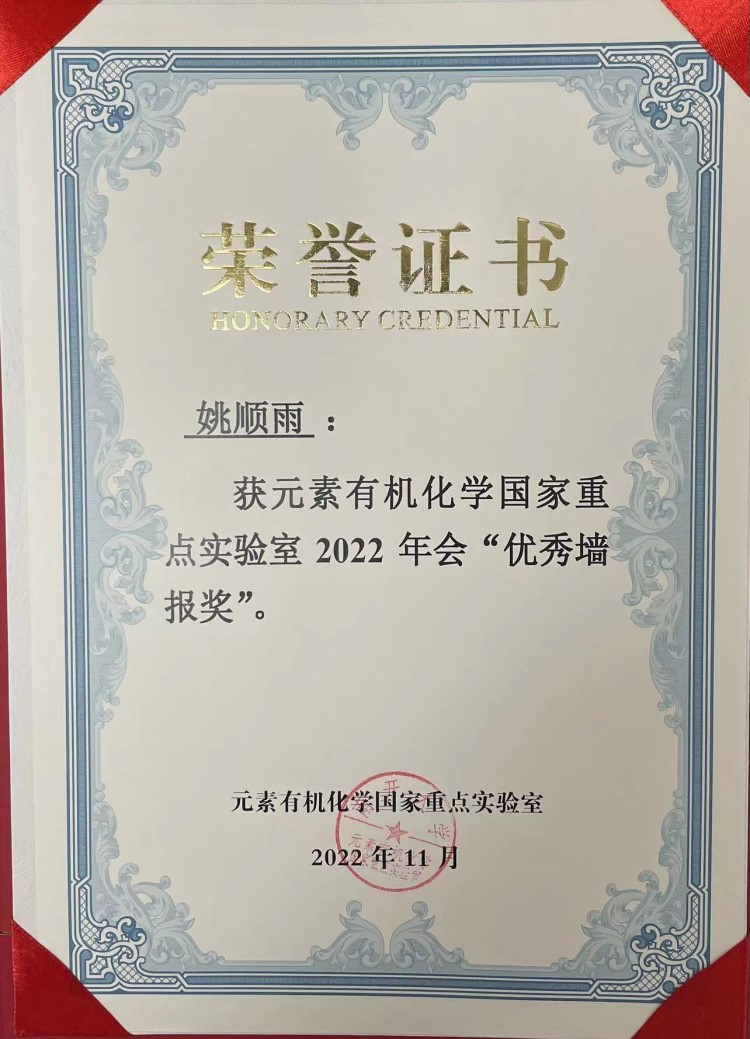 荣誉证书
HONORARY CREDENTIAL
姚顺雨：
获元素有机化学国家重
点实验室 2022 年会“优秀墙
报奖”。
元素有机化学国家重点实验室
2022 年 11 月